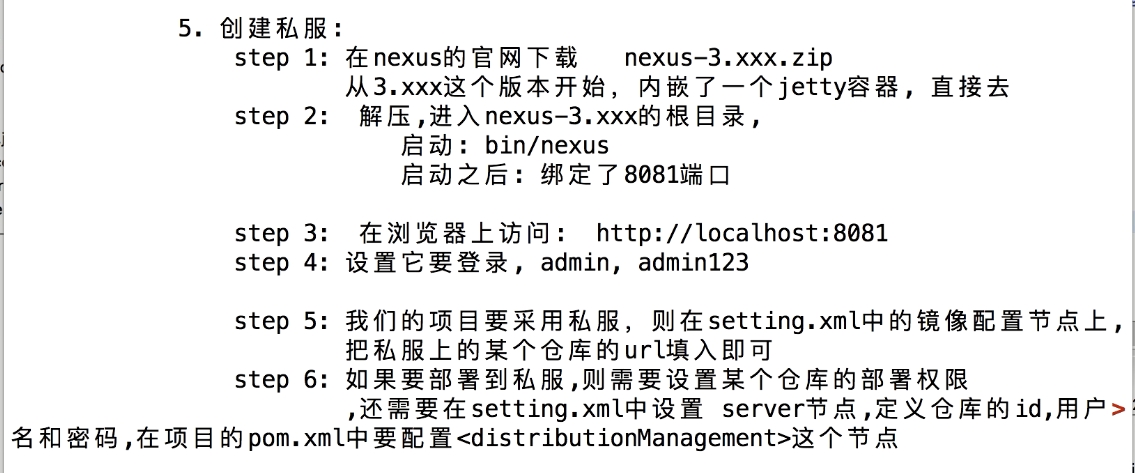 5. 创建私服:
step 1: 在nexus的官网下载 nexus-3.xxx.zip
从3.xxx这个版本开始, 内嵌了一个jetty容器, 直接去
step 2: 解压,进入nexus-3.xxx的根目录,
启动: bin/nexus
启动之后: 绑定了8081端口
step 3: 在浏览器上访问: http://localhost:8081
step 4: 设置它要登录, admin, admin123
step 5: 我们的项目要采用私服, 则在setting.xml中的镜像配置节点上,
把私服上的某个仓库的url填入即可
step 6: 如果要部署到私服,则需要设置某个仓库的部署权限
,还需要在setting.xml中设置 server节点,定义仓库的id,用户>
名和密码,在项目的pom.xml中要配置<distributionManagement>这个节点